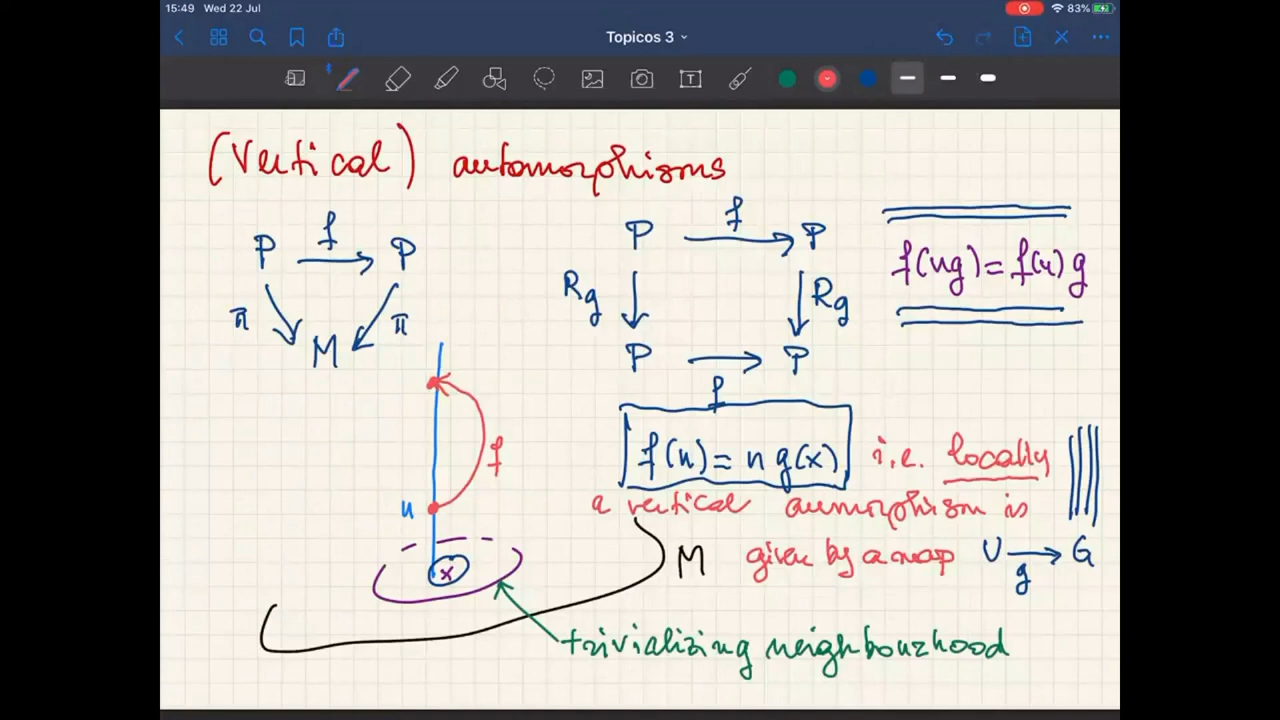 15:49 Wed 22 Jul 83%
Topicos 3
(Vertical) automorphisms
P f P
π π
M
P f P
Rg Rg
P P
f
f(ug) = f(u) g
f(u) = u g(x) i.e. locally
a vertical aumorphism is
given by a map U → G
g
f
u
x
M
trivializing neighbourhood